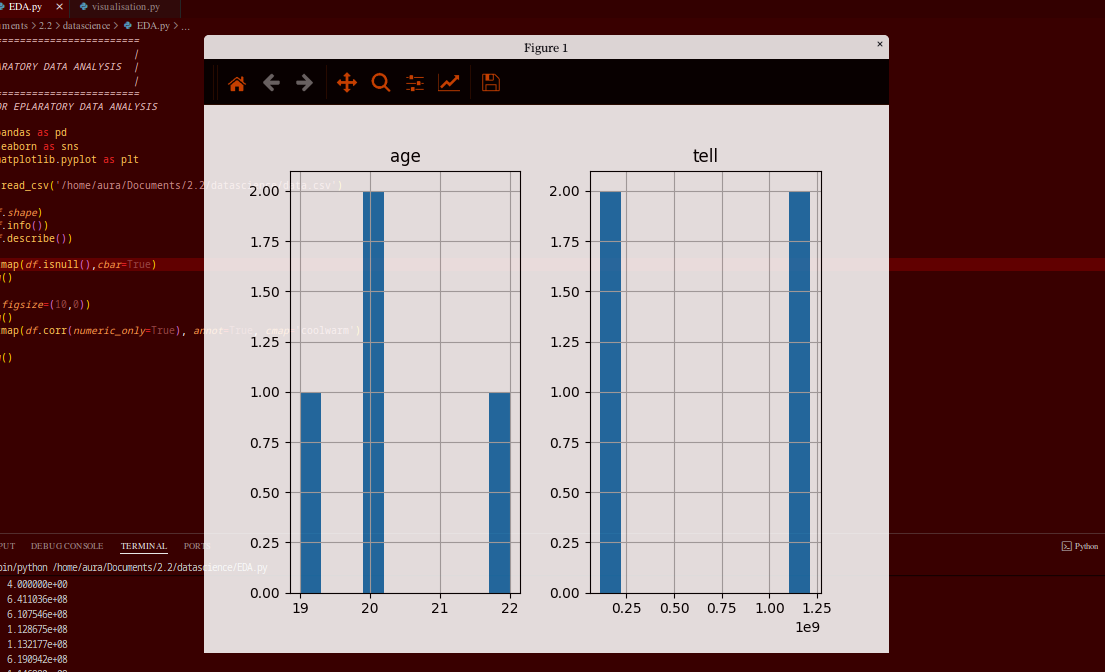 EDA.py × visualisation.py
ments > 2.2 > datascience > EDA.py > ...
========================
|
ARATORY DATA ANALYSIS |
|
========================
OR EPLARATORY DATA ANALYSIS
andas as pd
eaborn as sns
atplotlib.pyplot as plt
read_csv('/home/aura/Documents/2.2/datascience/data.csv')
f.shape)
f.info())
f.describe())
map(df.isnull(),cbar=True)
()
.figsize=(10,0))
()
map(df.corr(numeric_only=True), annot=True, cmap='coolwarm')
()
Figure 1
×
age
2.00
1.75
1.50
1.25
1.00
0.75
0.50
0.25
0.00
19 20 21 22
tell
2.00
1.75
1.50
1.25
1.00
0.75
0.50
0.25
0.00
0.25 0.50 0.75 1.00 1.25
1e9
PUT DEBUG CONSOLE TERMINAL PORTS
Python
bin/python /home/aura/Documents/2.2/datascience/EDA.py
4.000000e+00
6.411036e+08
6.107546e+08
1.128675e+08
1.132177e+08
6.190942e+08